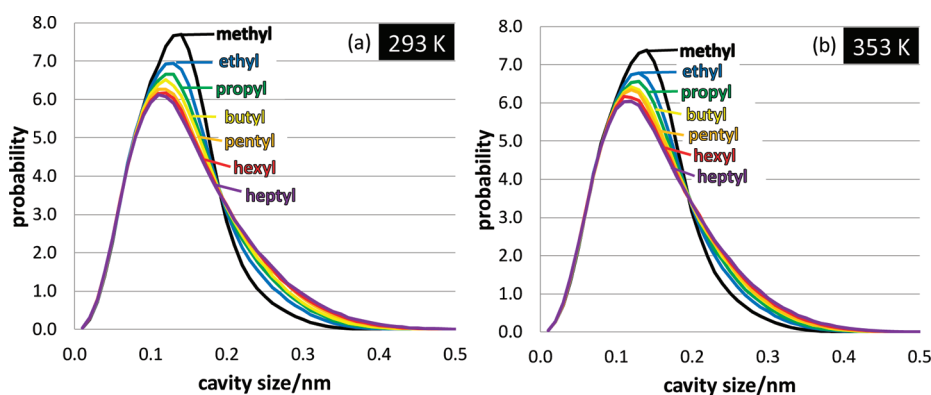 8.0
7.0
6.0
5.0
4.0
3.0
2.0
1.0
0.0
probability
0.0 0.1 0.2 0.3 0.4 0.5
cavity size/nm
(a) 293 K
methyl
ethyl
propyl
butyl
pentyl
hexyl
heptyl
8.0
7.0
6.0
5.0
4.0
3.0
2.0
1.0
0.0
probability
0.0 0.1 0.2 0.3 0.4 0.5
cavity size/nm
(b) 353 K
methyl
ethyl
propyl
butyl
pentyl
hexyl
heptyl